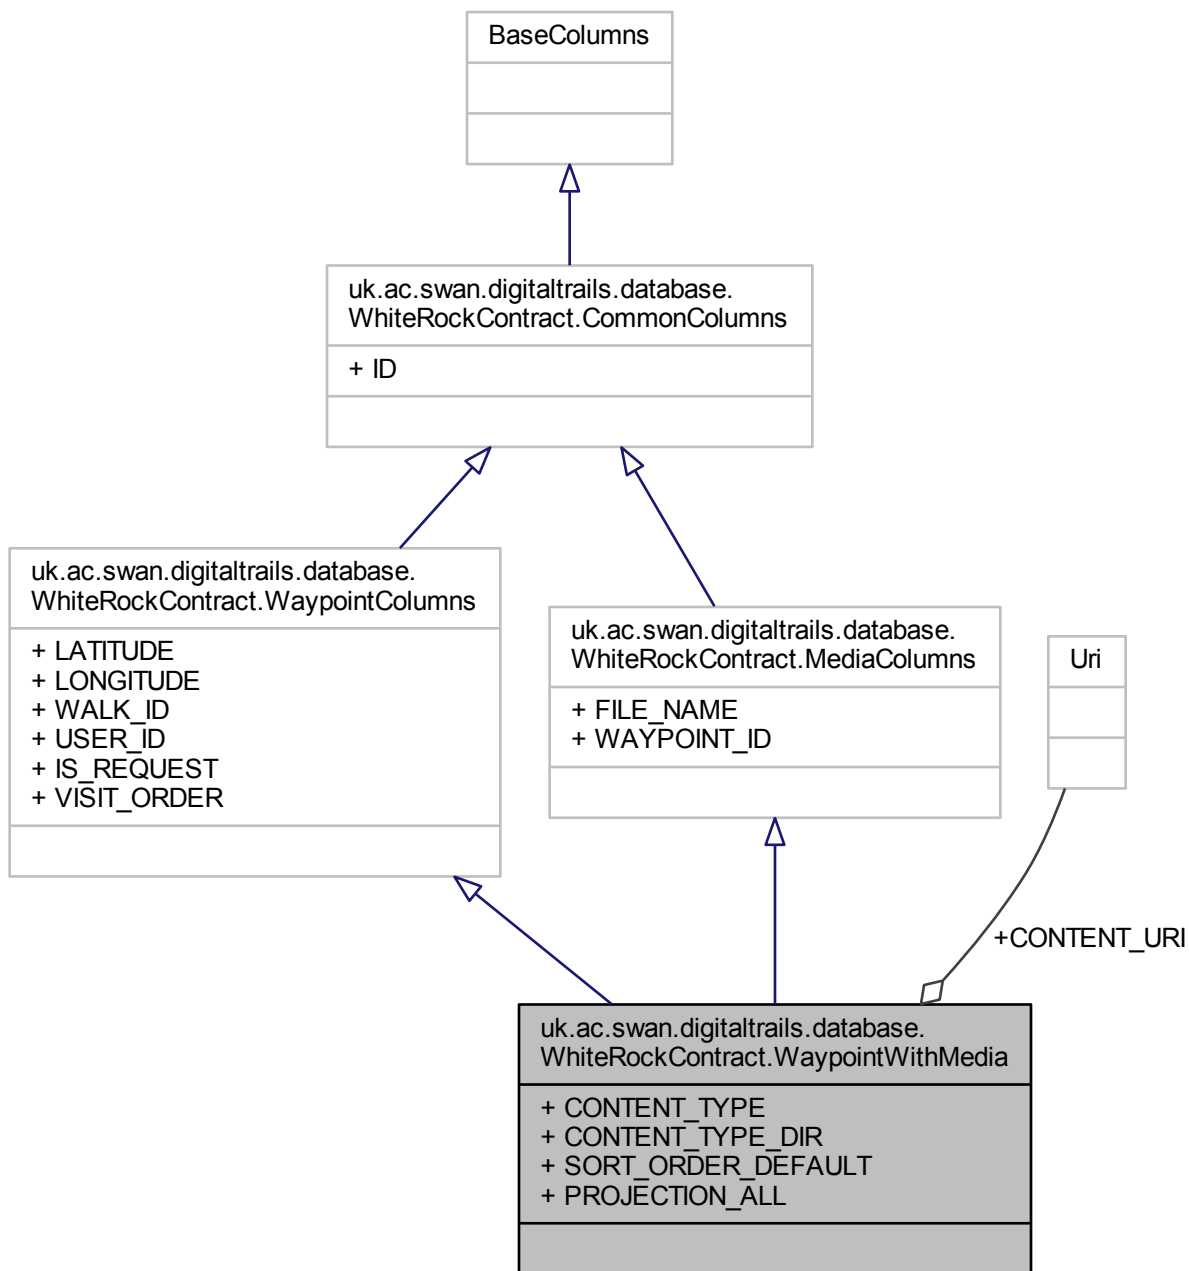 BaseColumns
uk.ac.swan.digitaltrails.database.
WhiteRockContract.CommonColumns
+ ID
uk.ac.swan.digitaltrails.database.
WhiteRockContract.WaypointColumns
+ LATITUDE
+ LONGITUDE
+ WALK_ID
+ USER_ID
+ IS_REQUEST
+ VISIT_ORDER
uk.ac.swan.digitaltrails.database.
WhiteRockContract.MediaColumns
+ FILE_NAME
+ WAYPOINT_ID
Uri
+CONTENT_URI
uk.ac.swan.digitaltrails.database.
WhiteRockContract.WaypointWithMedia
+ CONTENT_TYPE
+ CONTENT_TYPE_DIR
+ SORT_ORDER_DEFAULT
+ PROJECTION_ALL